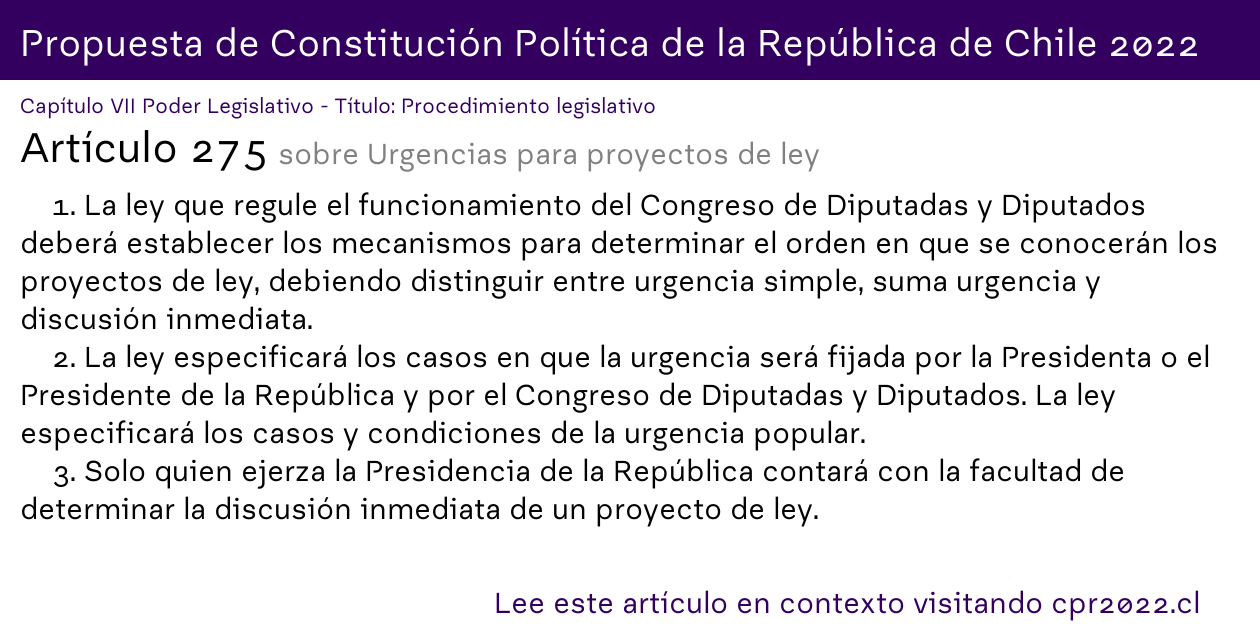 Propuesta de Constitución Política de la República de Chile 2022
Capítulo VII Poder Legislativo - Título: Procedimiento legislativo
Artículo 275 sobre Urgencias para proyectos de ley
1. La ley que regule el funcionamiento del Congreso de Diputadas y Diputados
deberá establecer los mecanismos para determinar el orden en que se conocerán los
proyectos de ley, debiendo distinguir entre urgencia simple, suma urgencia y
discusión inmediata.
2. La ley especificará los casos en que la urgencia será fijada por la Presidenta o el
Presidente de la República y por el Congreso de Diputadas y Diputados. La ley
especificará los casos y condiciones de la urgencia popular.
3. Solo quien ejerza la Presidencia de la República contará con la facultad de
determinar la discusión inmediata de un proyecto de ley.
Lee este artículo en contexto visitando cpr2022.cl